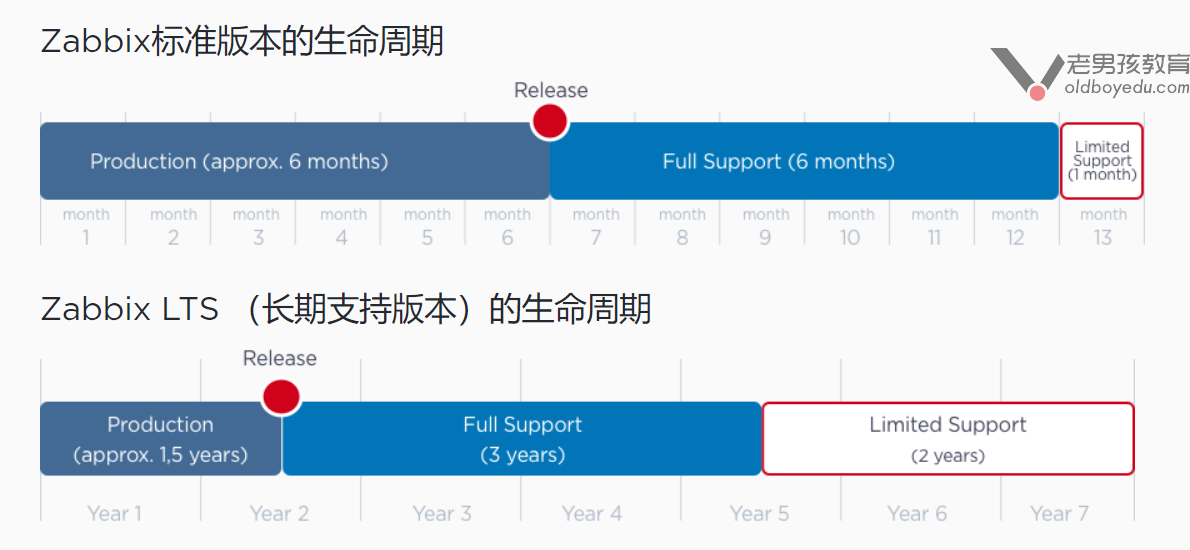 Zabbix标准版本的生命周期
老男孩教育
oldboyedu.com
Release
Production (approx. 6 months)
Full Support (6 months)
Limited
Support
(1 month)
month month month month month month month month month month month month month
1 2 3 4 5 6 7 8 9 10 11 12 13
Zabbix LTS （长期支持版本）的生命周期
Release
Production
(approx. 1,5 years)
Full Support
(3 years)
Limited Support
(2 years)
Year 1 Year 2 Year 3 Year 4 Year 5 Year 6 Year 7